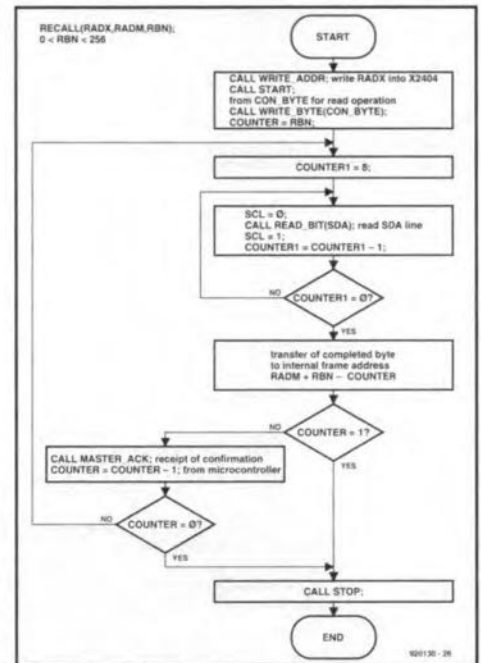 RECALL(RADX,RADM,RBN);
0 < RBN < 256
START
CALL WRITE_ADDR; write RADX into X2404
CALL START;
from CON_BYTE for read operation
CALL WRITE_BYTE(CON_BYTE);
COUNTER = RBN;
COUNTER1 = 8;
SCL = Ø;
CALL READ_BIT(SDA); read SDA line
SCL = 1;
COUNTER1 = COUNTER1 − 1;
NO
COUNTER1 = Ø?
YES
transfer of completed byte
to internal frame address
RADM + RBN − COUNTER
NO
COUNTER = 1?
YES
CALL MASTER_ACK; receipt of confirmation
COUNTER = COUNTER − 1; from microcontroller
NO
COUNTER = Ø?
YES
CALL STOP;
END
920130 - 26